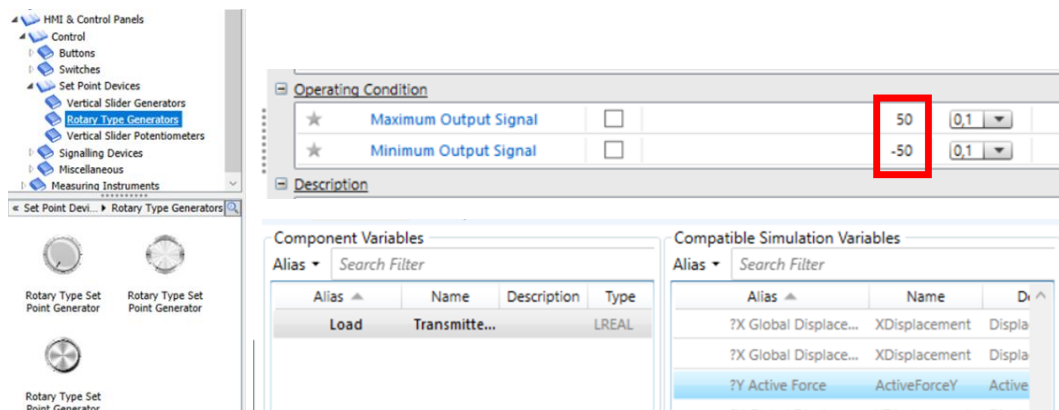 HMI & Control Panels
Control
Buttons
Switches
Set Point Devices
Vertical Slider Generators
Rotary Type Generators
Vertical Slider Potentiometers
Signalling Devices
Miscellaneous
Measuring Instruments
« Set Point Devi... ▸ Rotary Type Generators
Rotary Type Set
Point Generator
Rotary Type Set
Point Generator
Rotary Type Set
Point Generator
Operating Condition
Maximum Output Signal 50 0,1
Minimum Output Signal -50 0,1
Description
Component Variables
Alias Search Filter
Alias Name Description Type
Load Transmitte... LREAL
Compatible Simulation Variables
Alias Search Filter
Alias Name
?X Global Displace... XDisplacement Displa
?X Global Displace... XDisplacement Displa
?Y Active Force ActiveForceY Active